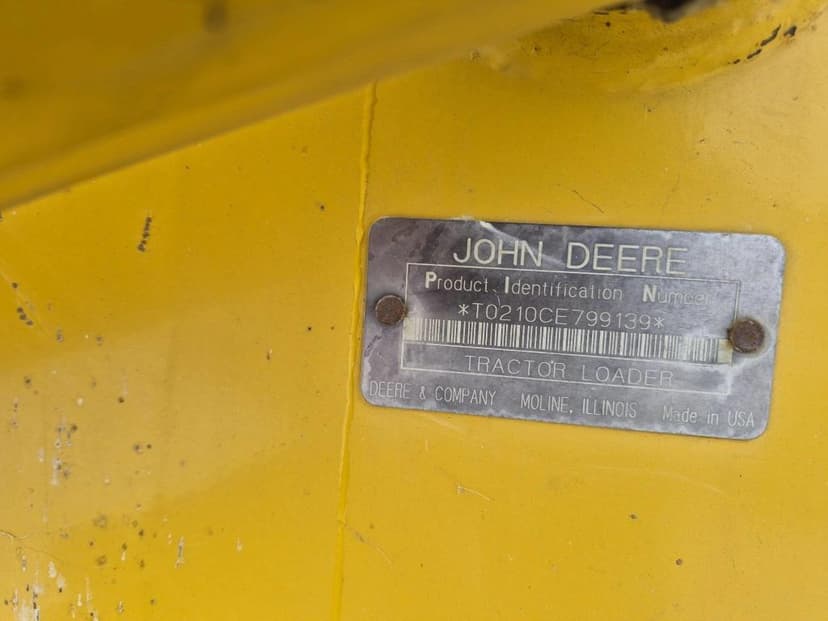 JOHN DEERE
Product Identification Number
*T0210CE799139*
TRACTOR LOADER
DEERE & COMPANY MOLINE, ILLINOIS Made in USA